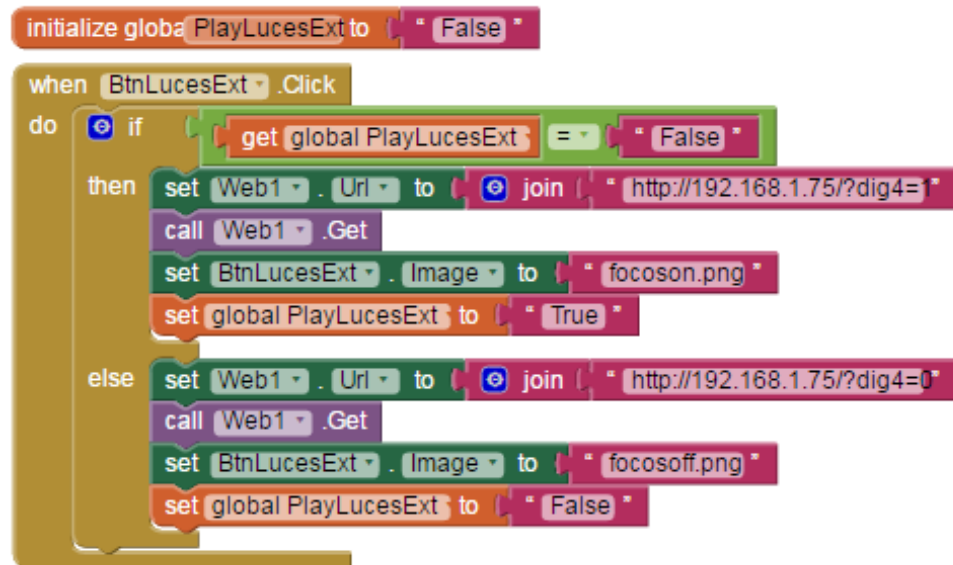 initialize global PlayLucesExt to " False "
when BtnLucesExt .Click
do if get global PlayLucesExt = " False "
then set Web1 . Url to join " http://192.168.1.75/?dig4=1"
call Web1 .Get
set BtnLucesExt . Image to " focoson.png "
set global PlayLucesExt to " True "
else set Web1 . Url to join " http://192.168.1.75/?dig4=0"
call Web1 .Get
set BtnLucesExt . Image to " focosoff.png "
set global PlayLucesExt to " False "